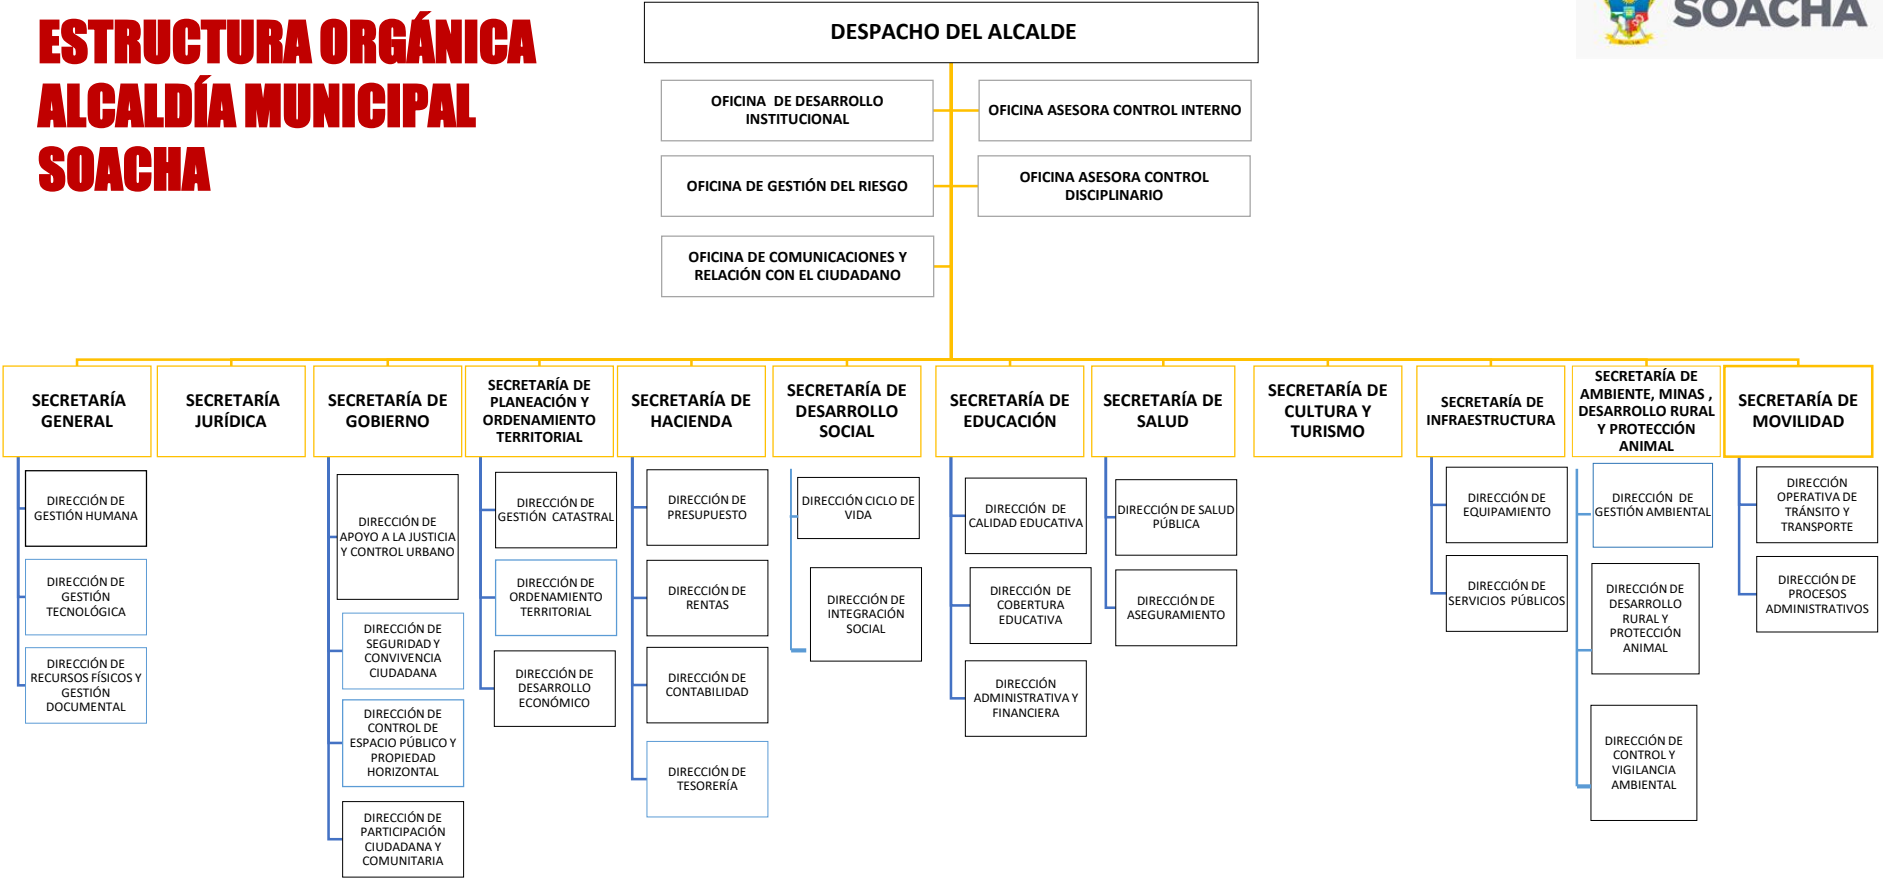 ESTRUCTURA ORGÁNICA
ALCALDÍA MUNICIPAL
SOACHA
DESPACHO DEL ALCALDE
SOACHA
OFICINA DE DESARROLLO
INSTITUCIONAL
OFICINA ASESORA CONTROL INTERNO
OFICINA DE GESTIÓN DEL RIESGO
OFICINA ASESORA CONTROL
DISCIPLINARIO
OFICINA DE COMUNICACIONES Y
RELACIÓN CON EL CIUDADANO
SECRETARÍA
GENERAL
DIRECCIÓN DE
GESTIÓN HUMANA
DIRECCIÓN DE
GESTIÓN
TECNOLÓGICA
DIRECCIÓN DE
RECURSOS FÍSICOS Y
GESTIÓN
DOCUMENTAL
SECRETARÍA
JURÍDICA
SECRETARÍA DE
GOBIERNO
DIRECCIÓN DE
APOYO A LA JUSTICIA
Y CONTROL URBANO
DIRECCIÓN DE
SEGURIDAD Y
CONVIVENCIA
CIUDADANA
DIRECCIÓN DE
CONTROL DE
ESPACIO PÚBLICO Y
PROPIEDAD
HORIZONTAL
DIRECCIÓN DE
PARTICIPACIÓN
CIUDADANA Y
COMUNITARIA
SECRETARÍA DE
PLANEACIÓN Y
ORDENAMIENTO
TERRITORIAL
DIRECCIÓN DE
GESTIÓN CATASTRAL
DIRECCIÓN DE
ORDENAMIENTO
TERRITORIAL
DIRECCIÓN DE
DESARROLLO
ECONÓMICO
SECRETARÍA DE
HACIENDA
DIRECCIÓN DE
PRESUPUESTO
DIRECCIÓN DE
RENTAS
DIRECCIÓN DE
CONTABILIDAD
DIRECCIÓN DE
TESORERÍA
SECRETARÍA DE
DESARROLLO
SOCIAL
DIRECCIÓN CICLO DE
VIDA
DIRECCIÓN DE
INTEGRACIÓN
SOCIAL
SECRETARÍA DE
EDUCACIÓN
DIRECCIÓN DE
CALIDAD EDUCATIVA
DIRECCIÓN DE
COBERTURA
EDUCATIVA
DIRECCIÓN
ADMINISTRATIVA Y
FINANCIERA
SECRETARÍA DE
SALUD
DIRECCIÓN DE SALUD
PÚBLICA
DIRECCIÓN DE
ASEGURAMIENTO
SECRETARÍA DE
CULTURA Y
TURISMO
SECRETARÍA DE
INFRAESTRUCTURA
DIRECCIÓN DE
EQUIPAMIENTO
DIRECCIÓN DE
SERVICIOS PÚBLICOS
SECRETARÍA DE
AMBIENTE, MINAS ,
DESARROLLO RURAL
Y PROTECCIÓN
ANIMAL
DIRECCIÓN DE
GESTIÓN AMBIENTAL
DIRECCIÓN DE
DESARROLLO
RURAL Y
PROTECCIÓN
ANIMAL
DIRECCIÓN DE
CONTROL Y
VIGILANCIA
AMBIENTAL
SECRETARÍA DE
MOVILIDAD
DIRECCIÓN
OPERATIVA DE
TRÁNSITO Y
TRANSPORTE
DIRECCIÓN DE
PROCESOS
ADMINISTRATIVOS